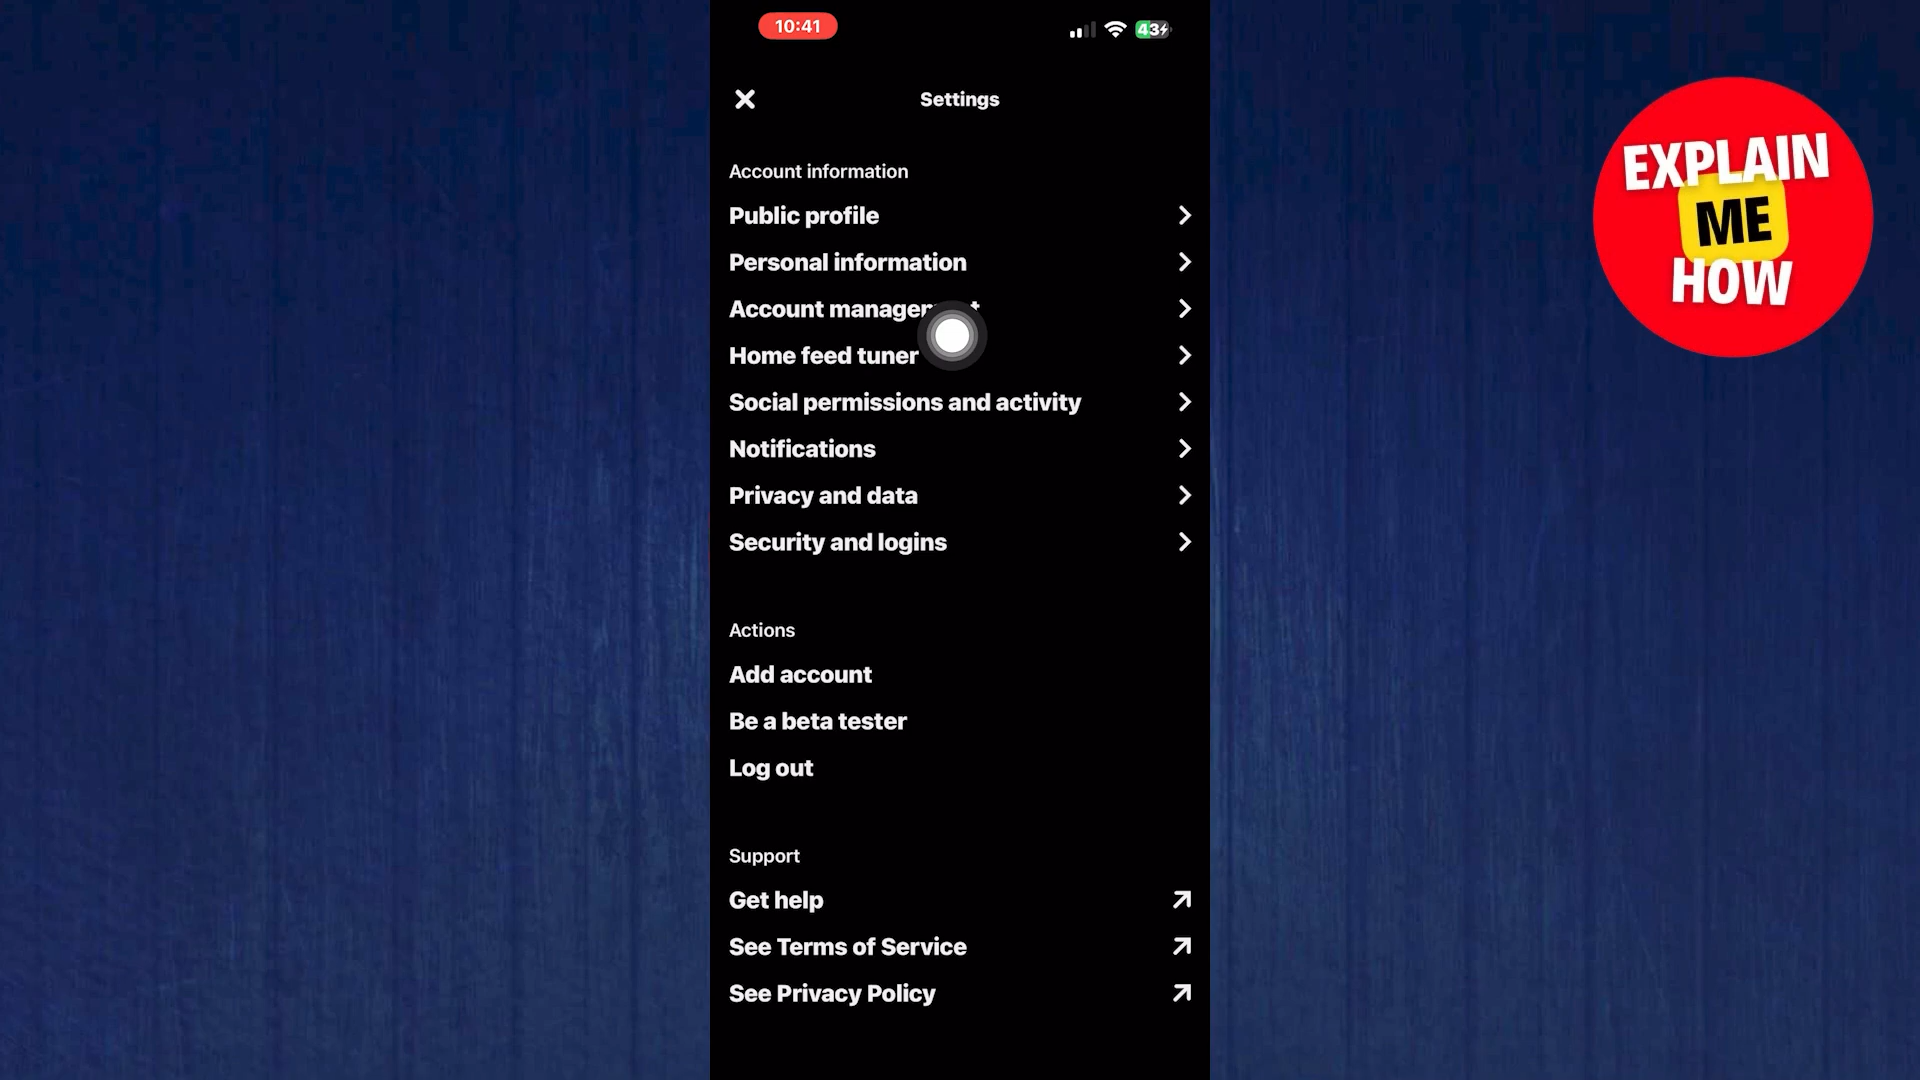 10:41
43
Settings
EXPLAIN
ME
HOW
Account information
Public profile
Personal information
Account management
Home feed tuner
Social permissions and activity
Notifications
Privacy and data
Security and logins
Actions
Add account
Be a beta tester
Log out
Support
Get help
See Terms of Service
See Privacy Policy